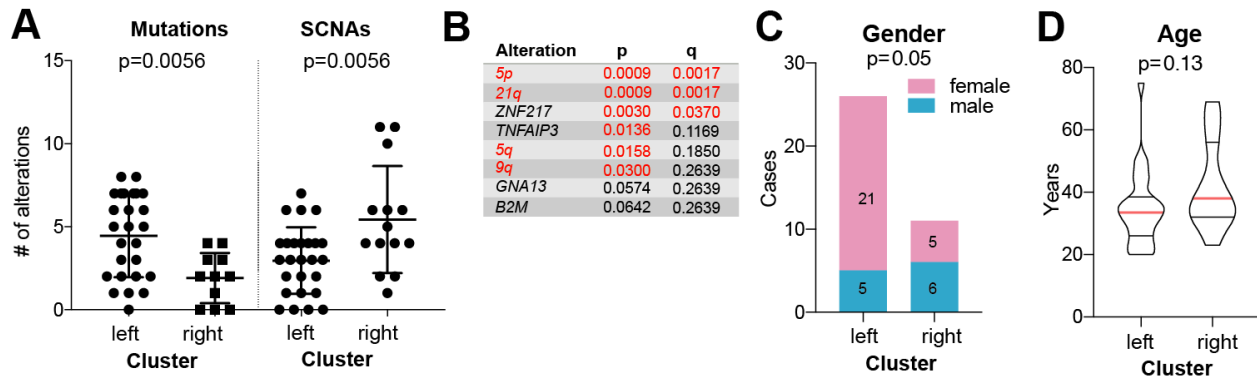 A
Mutations
SCNAs
p=0.0056
p=0.0056
# of alterations
15
10
5
0
left
right
left
right
Cluster
Cluster
B
Alteration p q
5p 0.0009 0.0017
21q 0.0009 0.0017
ZNF217 0.0030 0.0370
TNFAIP3 0.0136 0.1169
5q 0.0158 0.1850
9q 0.0300 0.2639
GNA13 0.0574 0.2639
B2M 0.0642 0.2639
C
Gender
p=0.05
female
male
Cases
30
20
10
0
21
5
5
6
left
right
Cluster
D
Age
p=0.13
Years
80
60
40
20
0
left
right
Cluster